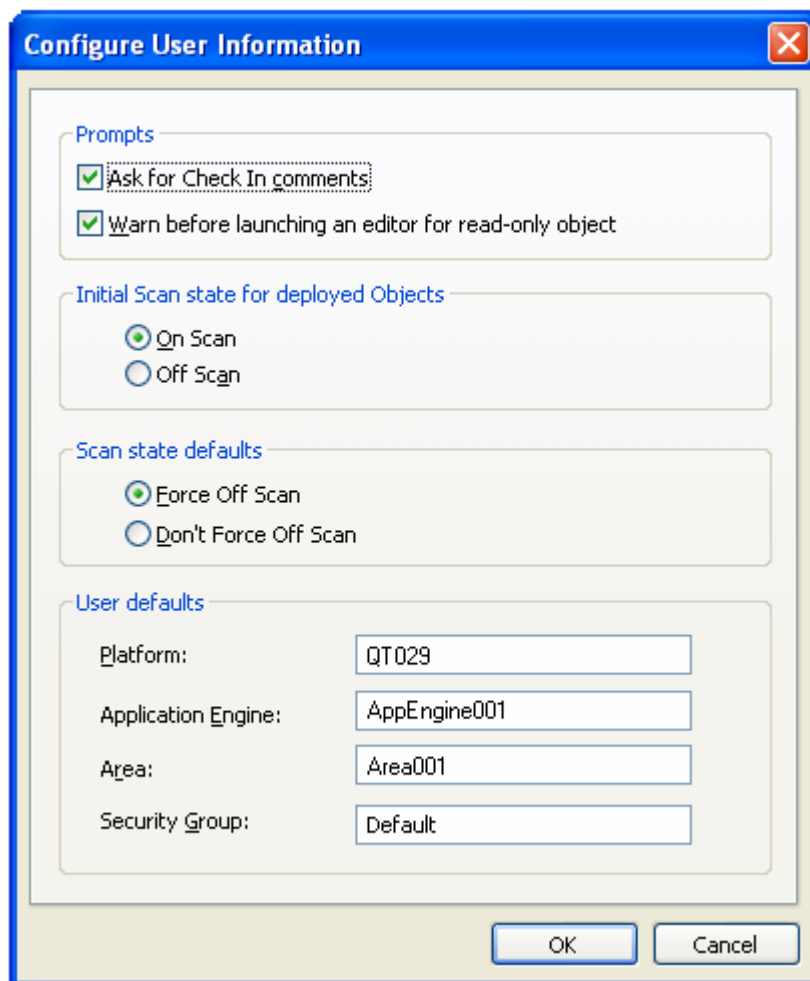 Configure User Information
Prompts
Ask for Check In comments
Warn before launching an editor for read-only object
Initial Scan state for deployed Objects
On Scan
Off Scan
Scan state defaults
Force Off Scan
Don't Force Off Scan
User defaults
Platform: QT029
Application Engine: AppEngine001
Area: Area001
Security Group: Default
OK Cancel